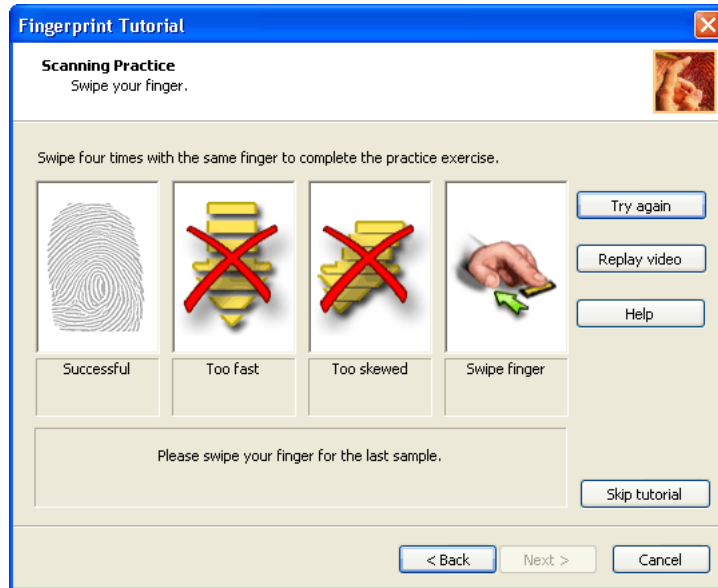 Fingerprint Tutorial
Scanning Practice
Swipe your finger.
Swipe four times with the same finger to complete the practice exercise.
Successful
Too fast
Too skewed
Swipe finger
Try again
Replay video
Help
Please swipe your finger for the last sample.
Skip tutorial
< Back
Next >
Cancel